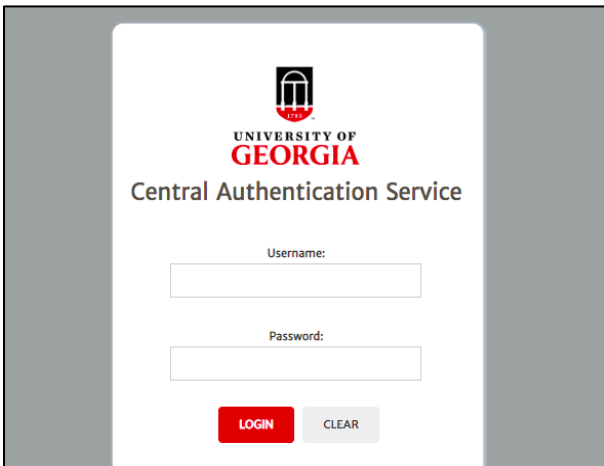 1785
UNIVERSITY OF
GEORGIA
Central Authentication Service
Username:
Password:
LOGIN CLEAR